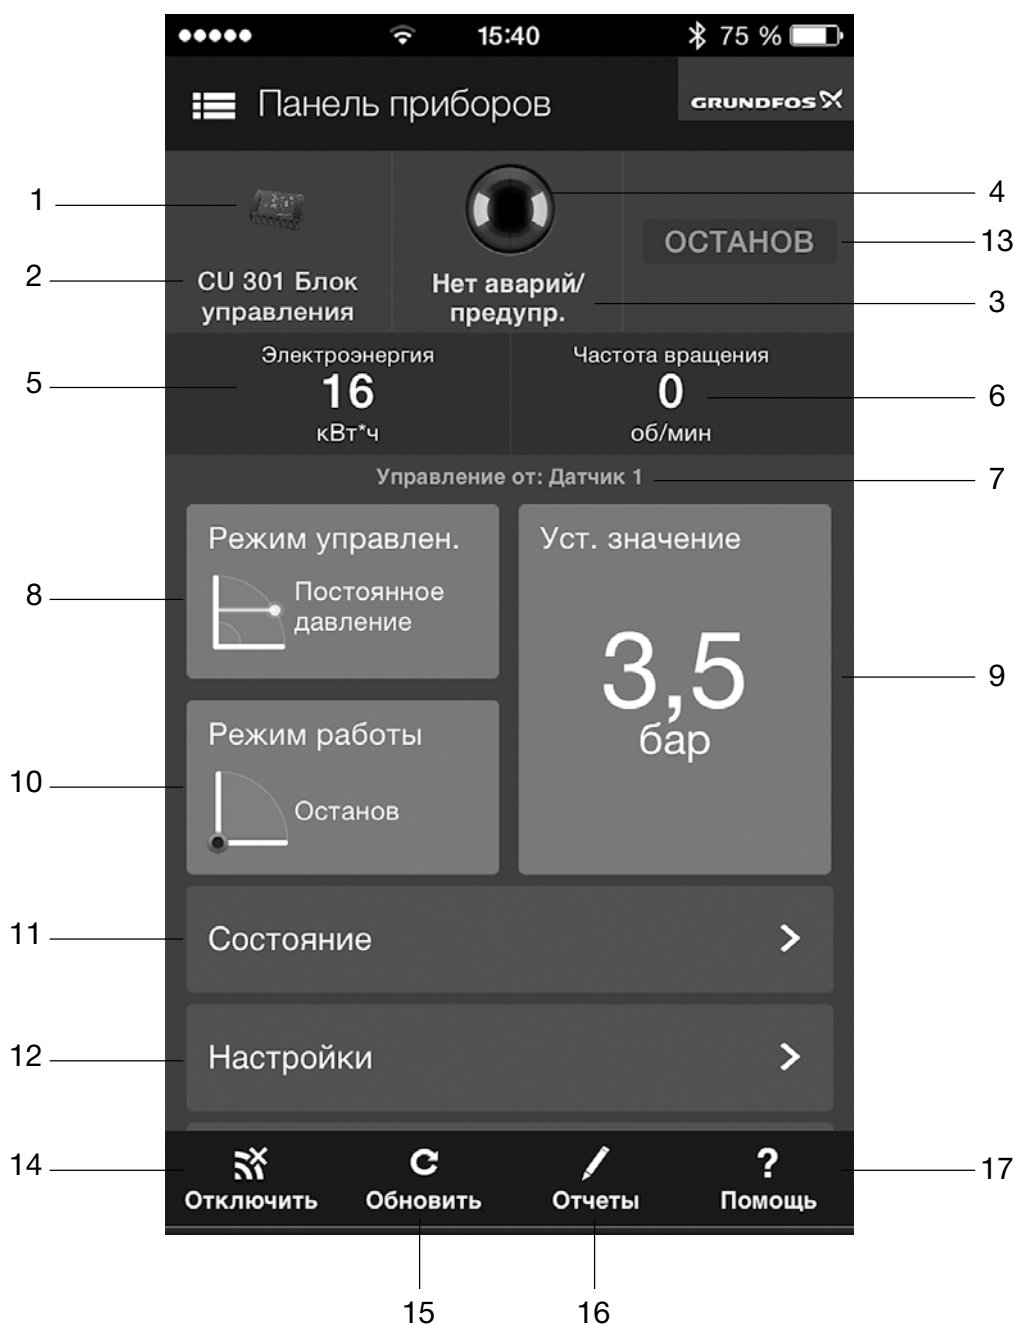 15:40 75 %
Панель приборов GRUNDFOS
1
4
ОСТАНОВ
13
2
CU 301 Блок
управления
Нет аварий/
предупр.
3
Электроэнергия
Частота вращения
5
16
0
6
кВт*ч
об/мин
Управление от: Датчик 1
7
Режим управлен.
Уст. значение
8
Постоянное
давление
3,5
бар
9
Режим работы
10
Останов
11
Состояние
12
Настройки
14
17
Отключить
Обновить
Отчеты
?
Помощь
15
16